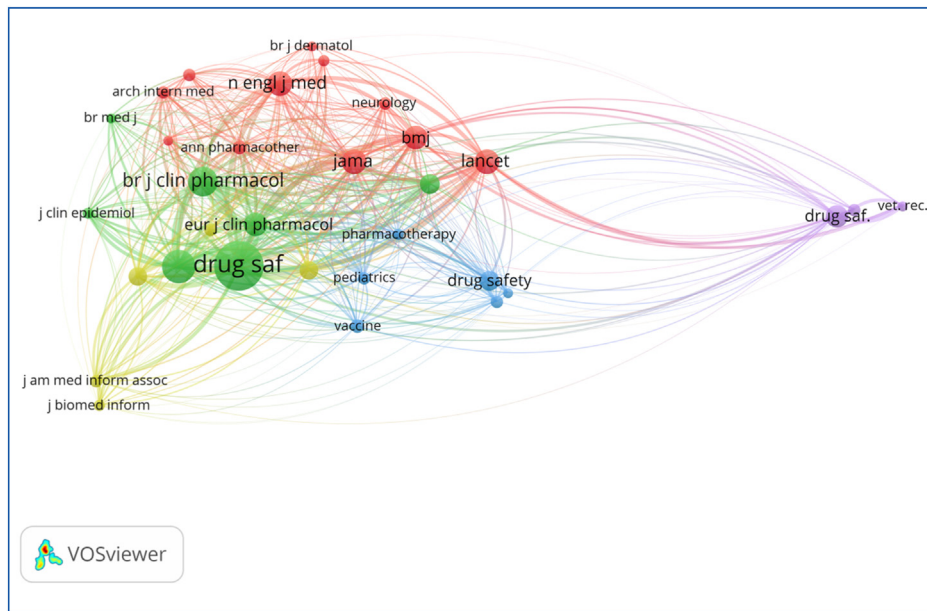 br j dermatol
n engl j med
arch intern med
neurology
br med j
bmj
ann pharmacother
jama
lancet
br j clin pharmacol
j clin epidemiol
vet. rec.
drug saf.
eur j clin pharmacol
pharmacotherapy
drug saf
pediatrics
drug safety
vaccine
j am med inform assoc
j biomed inform
VOSviewer